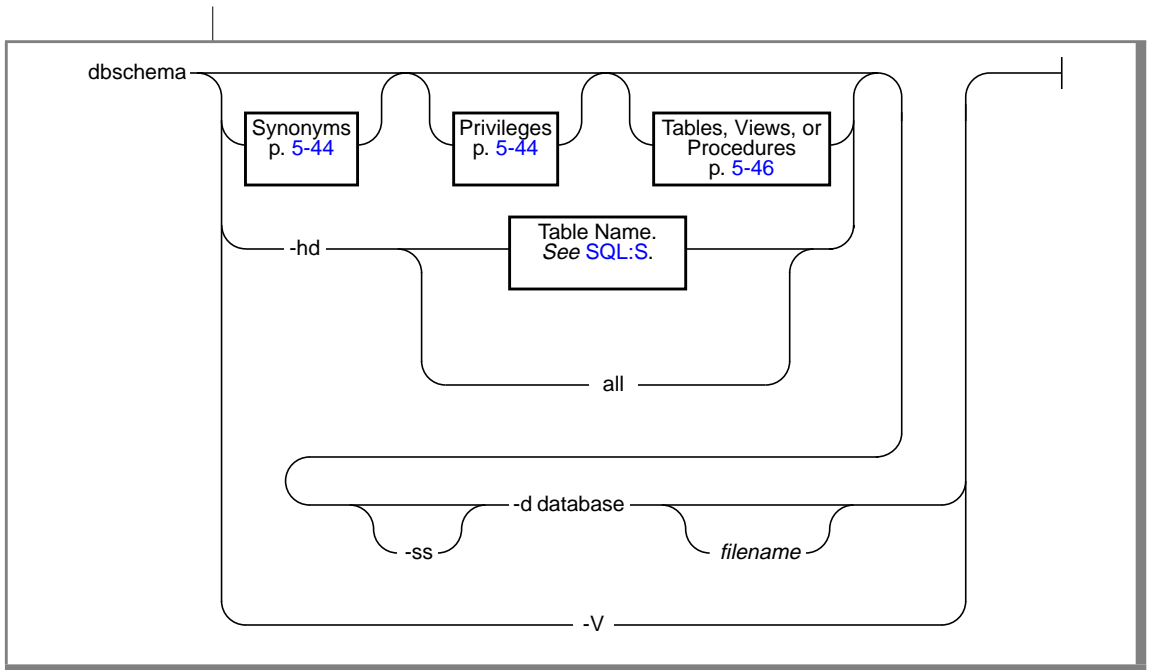 dbschema
Synonyms
p. 5-44
Privileges
p. 5-44
Tables, Views, or
Procedures
p. 5-46
-hd
Table Name.
See SQL:S.
all
-d database
-ss
filename
-V